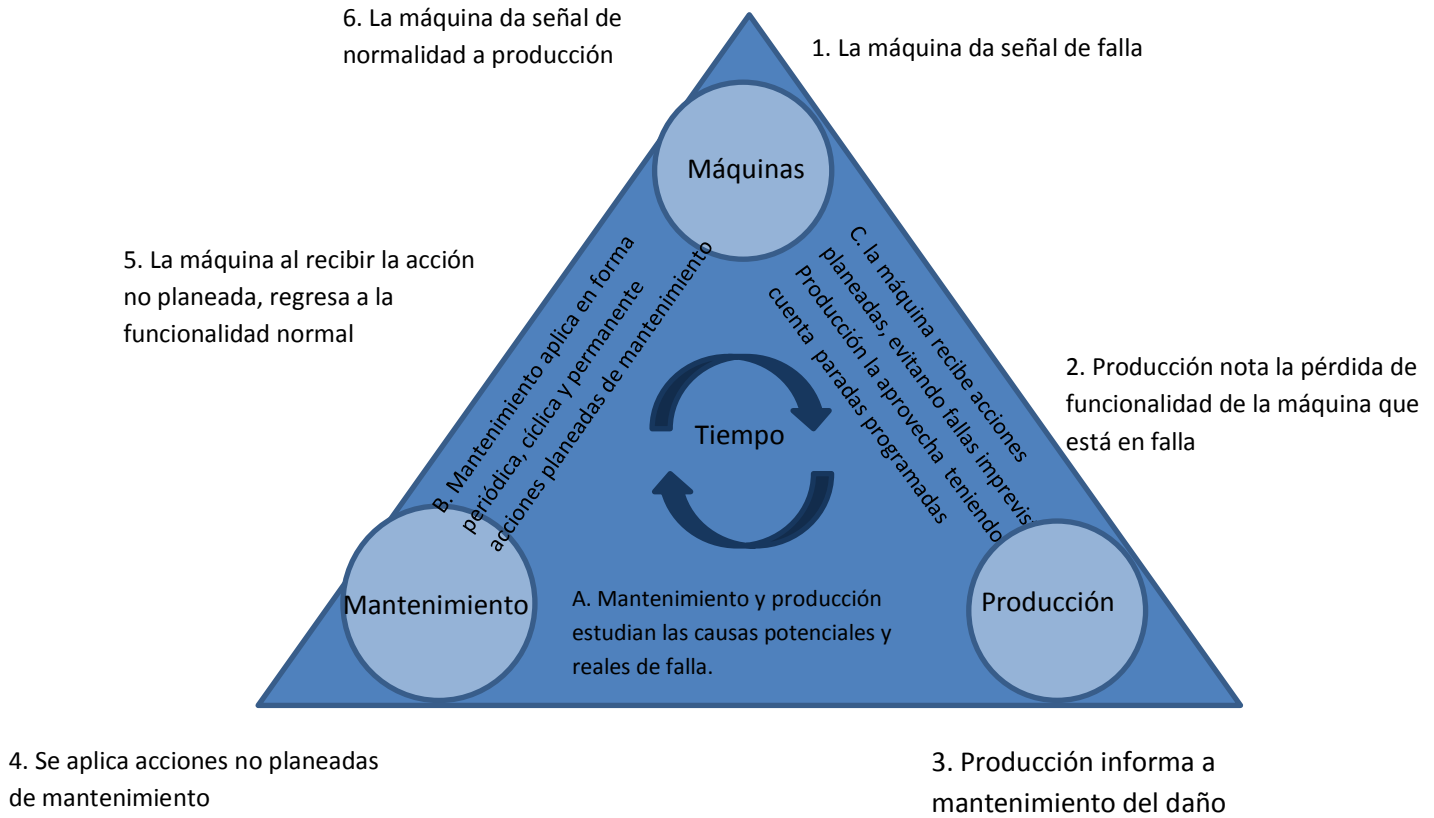 6. La máquina da señal de
normalidad a producción
1. La máquina da señal de falla
Máquinas
5. La máquina al recibir la acción
no planeada, regresa a la
funcionalidad normal
B. Mantenimiento aplica en forma
periódica, cíclica y permanente
acciones planeadas de mantenimiento
C. la máquina recibe acciones
planeadas, evitando fallas imprevis
Producción la aprovecha teniendo
cuenta paradas programadas
2. Producción nota la pérdida de
funcionalidad de la máquina que
está en falla
Tiempo
Mantenimiento
A. Mantenimiento y producción
estudian las causas potenciales y
reales de falla.
Producción
4. Se aplica acciones no planeadas
de mantenimiento
3. Producción informa a
mantenimiento del daño